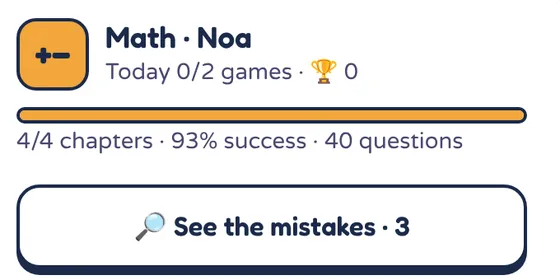 Math · Noa
Today 0/2 games · 🏆 0
4/4 chapters · 93% success · 40 questions
🔎 See the mistakes · 3